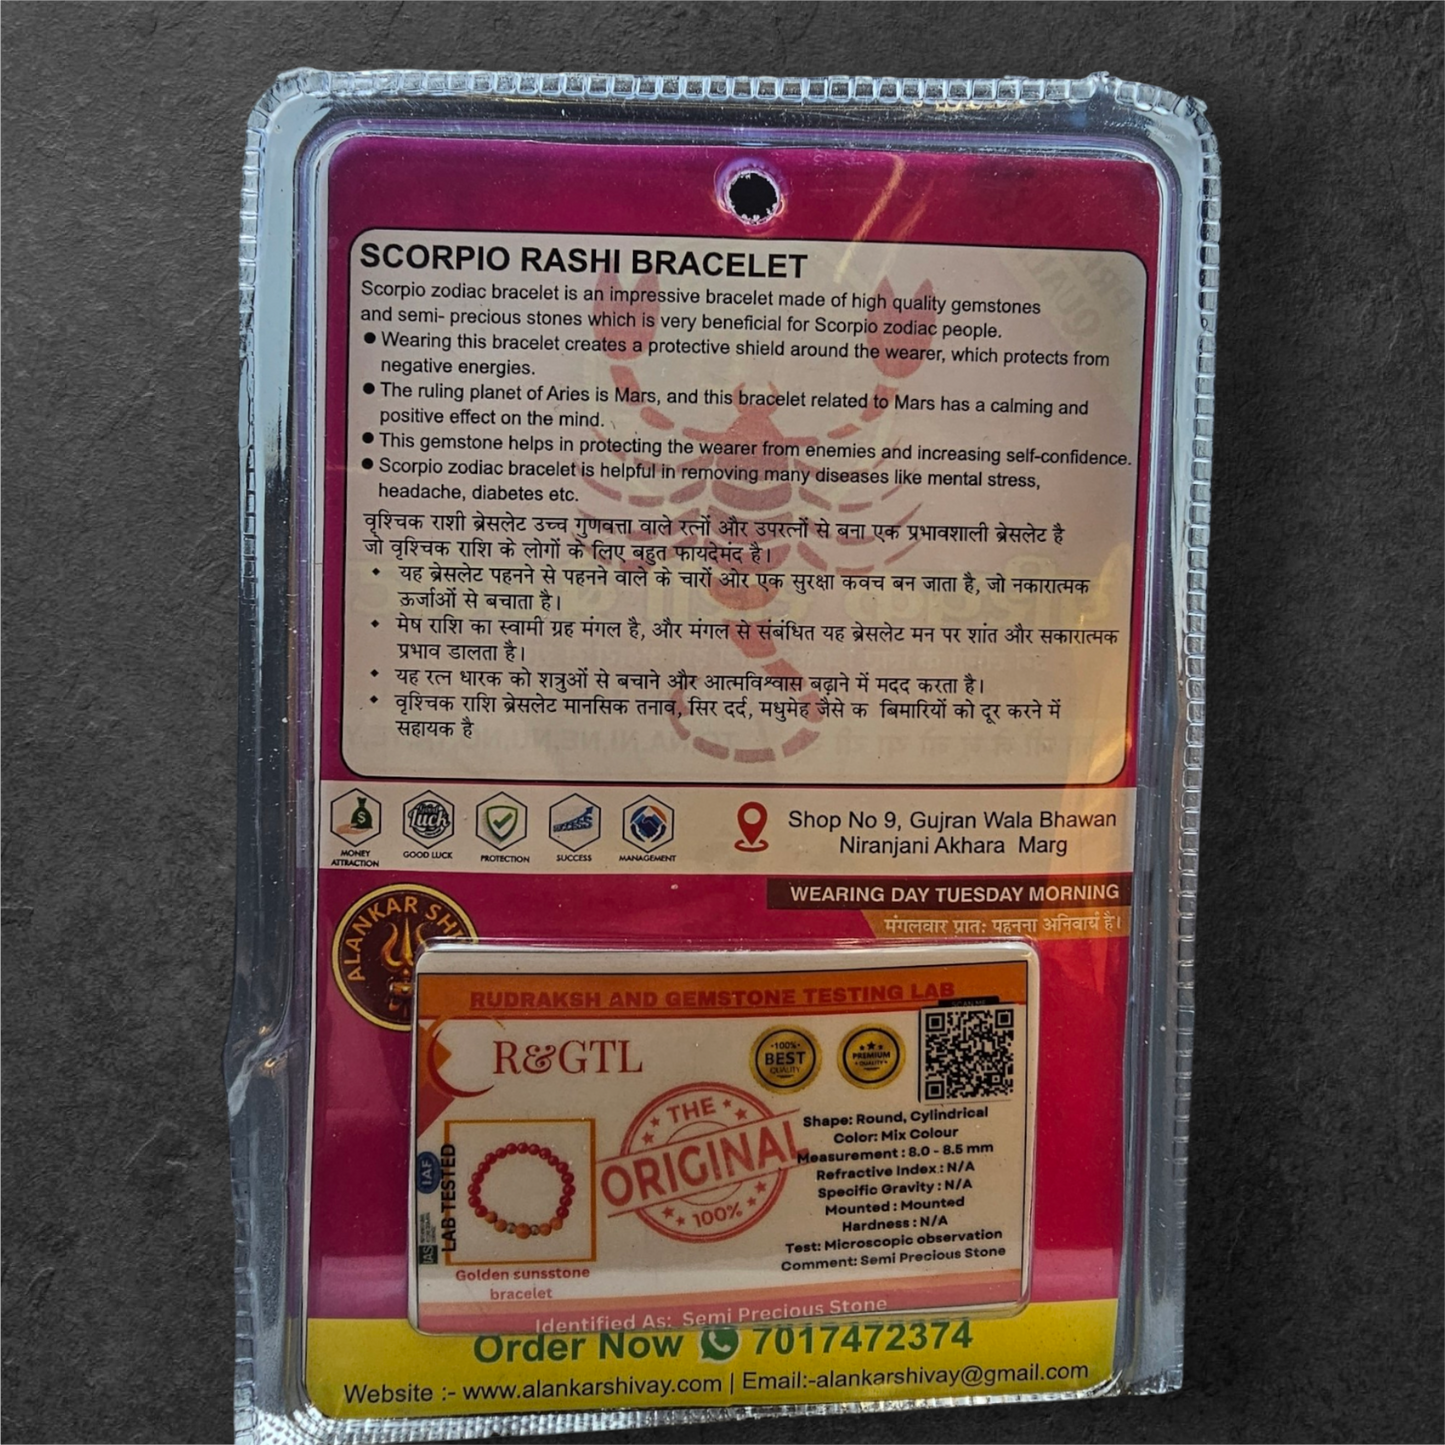 SCORPIO RASHI BRACELET
Scorpio zodiac bracelet is an impressive bracelet made of high quality gemstones
and semi- precious stones which is very beneficial for Scorpio zodiac people.
● Wearing this bracelet creates a protective shield around the wearer, which protects from
negative energies.
● The ruling planet of Aries is Mars, and this bracelet related to Mars has a calming and
positive effect on the mind.
● This gemstone helps in protecting the wearer from enemies and increasing self-confidence.
● Scorpio zodiac bracelet is helpful in removing many diseases like mental stress,
headache, diabetes etc.
वृश्चिक राशी ब्रेसलेट उच्च गुणवत्ता वाले रत्नों और उपरत्नों से बना एक प्रभावशाली ब्रेसलेट है
जो वृश्चिक राशि के लोगों के लिए बहुत फायदेमंद है।
• यह ब्रेसलेट पहनने से पहनने वाले के चारों ओर एक सुरक्षा कवच बन जाता है, जो नकारात्मक
ऊर्जाओं से बचाता है।
• मेष राशि का स्वामी ग्रह मंगल है, और मंगल से संबंधित यह ब्रेसलेट मन पर शांत और सकारात्मक
प्रभाव डालता है।
• यह रत्न धारक को शत्रुओं से बचाने और आत्मविश्वास बढ़ाने में मदद करता है।
• वृश्चिक राशि ब्रेसलेट मानसिक तनाव, सिर दर्द, मधुमेह जैसे क बिमारियों को दूर करने में
सहायक है
good luck
SUCCESS
MONEY
ATTRACTION
GOOD LUCK
PROTECTION
SUCCESS
MANAGEMENT
Shop No 9, Gujran Wala Bhawan
Niranjani Akhara Marg
WEARING DAY TUESDAY MORNING
मंगलवार प्रात: पहनना अनिवार्य है।
ALANKAR SH
RUDRAKSH AND GEMSTONE TESTING LAB
SCAN ME
R&GTL
•100%•
BEST
QUALITY
PREMIUM
QUALITY
THE
ORIGINAL
100%
IAF
IAS
LAB TESTED
Golden sunsstone
bracelet
Shape: Round, Cylindrical
Color: Mix Colour
Measurement : 8.0 - 8.5 mm
Refractive Index : N/A
Specific Gravity : N/A
Mounted : Mounted
Hardness : N/A
Test: Microscopic observation
Comment: Semi Precious Stone
Identified As: Semi Precious Stone
Order Now 7017472374
Website :- www.alankarshivay.com | Email:-alankarshivay@gmail.com